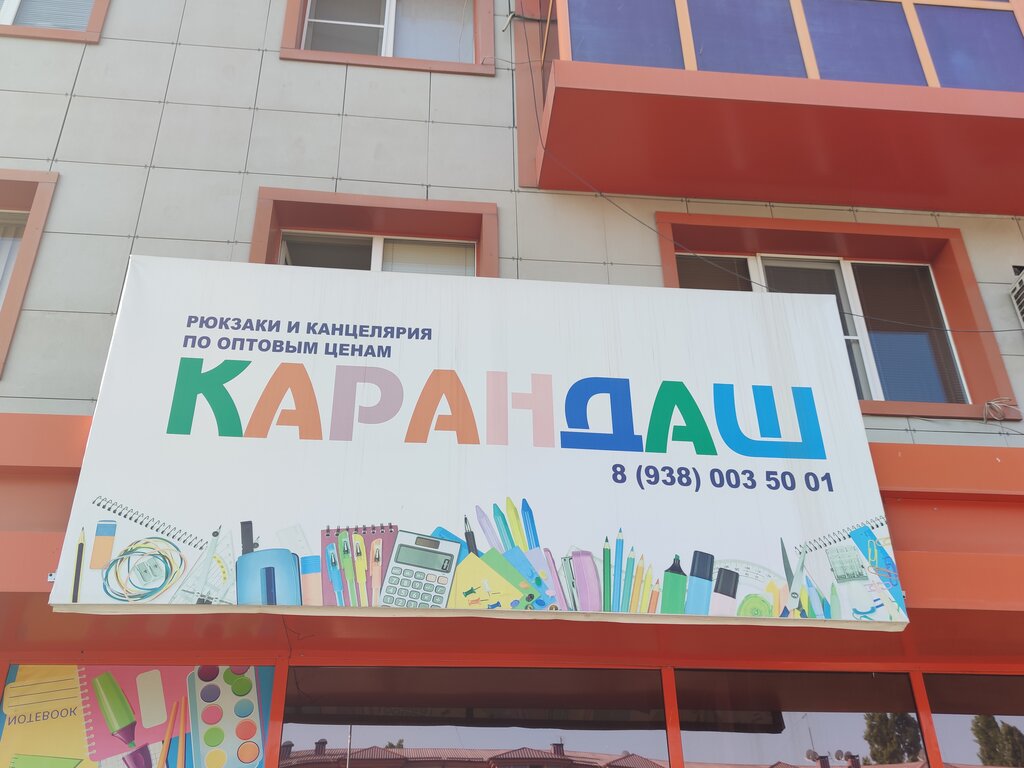 РЮКЗАКИ И КАНЦЕЛЯРИЯ
ПО ОПТОВЫМ ЦЕНАМ
КАРАНДАШ
8 (938) 003 50 01
NOTEBOOK